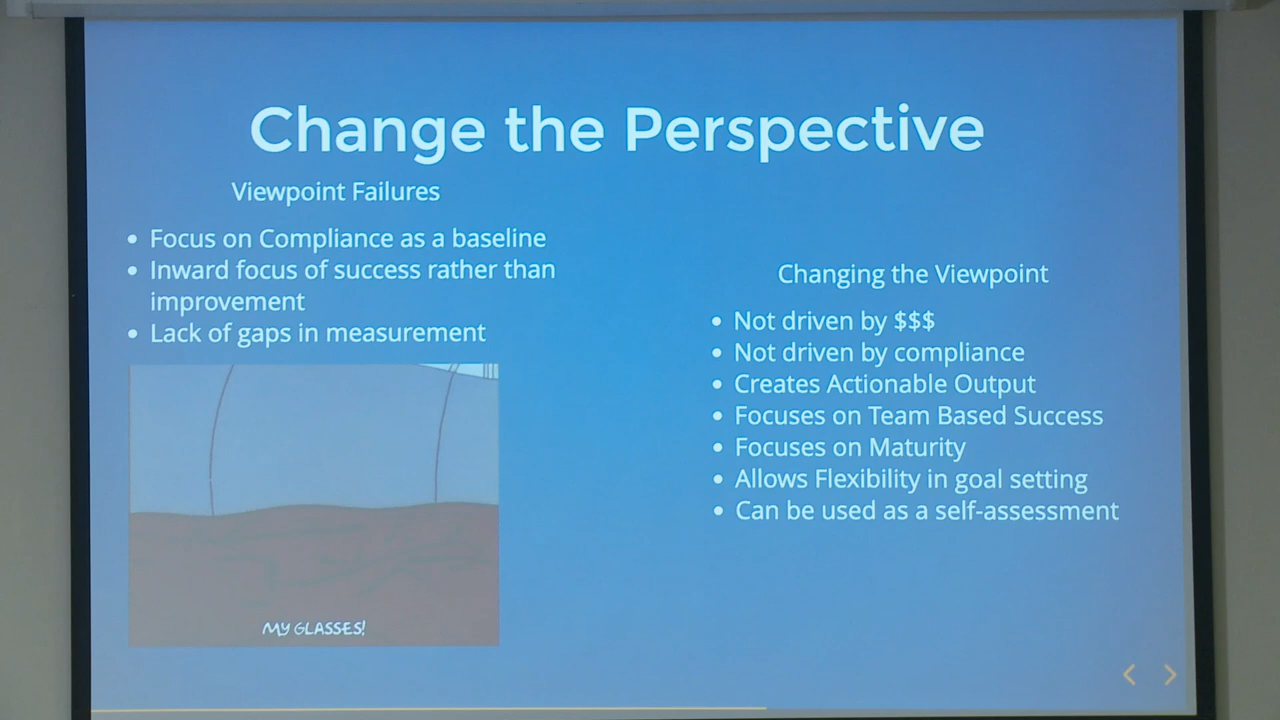 Change the Perspective
Viewpoint Failures
• Focus on Compliance as a baseline
• Inward focus of success rather than
improvement
• Lack of gaps in measurement
MY GLASSES!
Changing the Viewpoint
• Not driven by $$$
• Not driven by compliance
• Creates Actionable Output
• Focuses on Team Based Success
• Focuses on Maturity
• Allows Flexibility in goal setting
• Can be used as a self-assessment